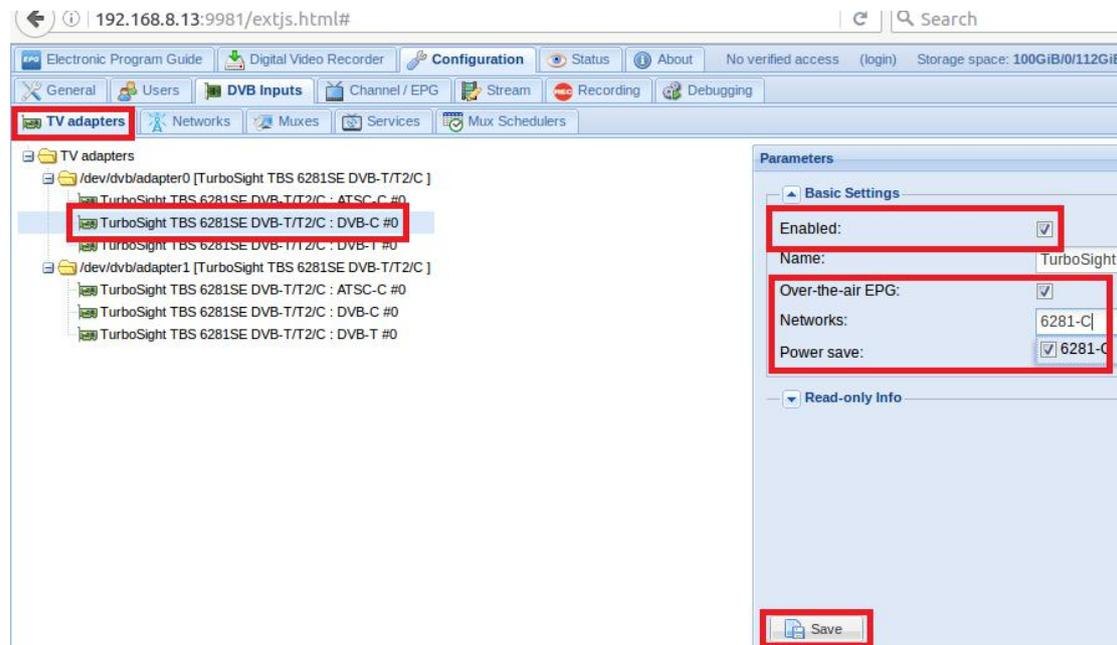 192.168.8.13:9981/extjs.html# Search
Electronic Program Guide Digital Video Recorder Configuration Status About No verified access (login) Storage space: 100GiB/0/112GiB
General Users DVB Inputs Channel / EPG Stream Recording Debugging
TV adapters Networks Muxes Services Mux Schedulers
TV adapters
/dev/dvb/adapter0 [TurboSight TBS 6281SE DVB-T/T2/C ]
TurboSight TBS 6281SE DVB-T/T2/C : ATSC-C #0
TurboSight TBS 6281SE DVB-T/T2/C : DVB-C #0
TurboSight TBS 6281SE DVB-T/T2/C : DVB-T #0
/dev/dvb/adapter1 [TurboSight TBS 6281SE DVB-T/T2/C ]
TurboSight TBS 6281SE DVB-T/T2/C : ATSC-C #0
TurboSight TBS 6281SE DVB-T/T2/C : DVB-C #0
TurboSight TBS 6281SE DVB-T/T2/C : DVB-T #0
Parameters
Basic Settings
Enabled:
Name: TurboSight
Over-the-air EPG:
Networks: 6281-C
Power save: 6281-C
Read-only Info
Save